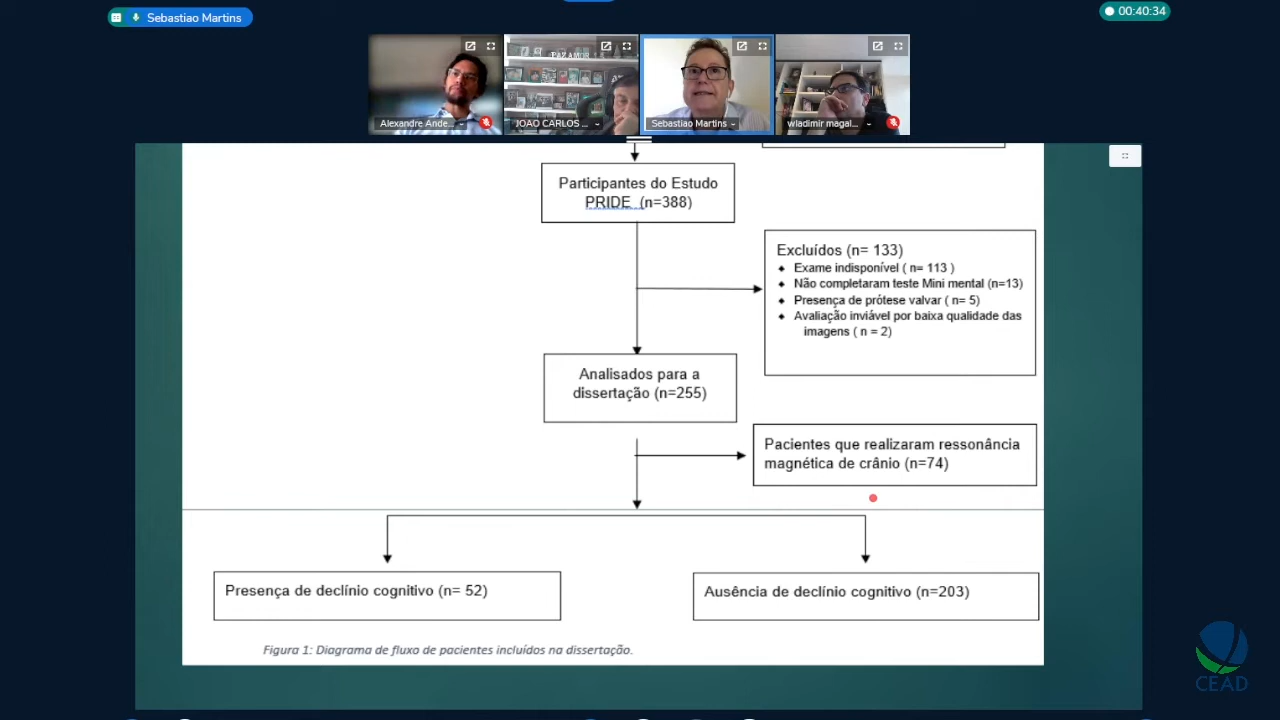 Sebastiao Martins
00:40:34
PAZ AMOR
Alexandre Ande...
JOAO CARLOS ...
Sebastiao Martins
wladimir magal...
Participantes do Estudo
PRIDE (n=388)
Excluídos (n= 133)
Exame indisponível ( n= 113 )
Não completaram teste Mini mental (n=13)
Presença de prótese valvar ( n= 5)
Avaliação inviável por baixa qualidade das
imagens ( n = 2)
Analisados para a
dissertação (n=255)
Pacientes que realizaram ressonância
magnética de crânio (n=74)
Presença de declínio cognitivo (n= 52)
Ausência de declínio cognitivo (n=203)
Figura 1: Diagrama de fluxo de pacientes incluídos na dissertação.
CEAD